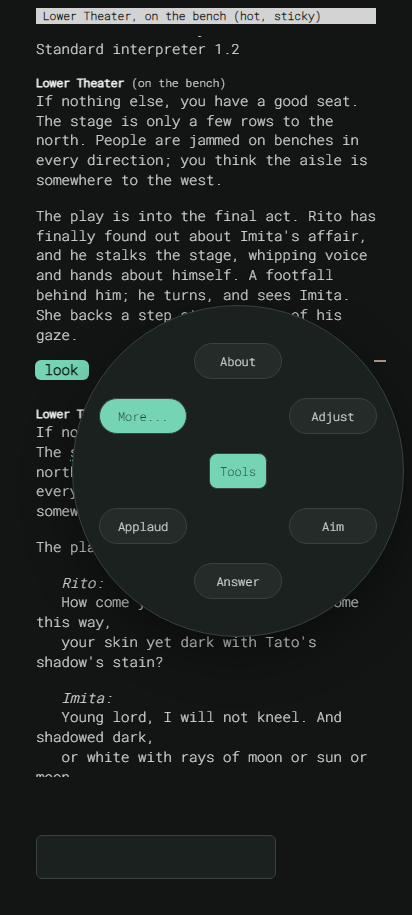 Lower Theater, on the bench (hot, sticky)
Standard interpreter 1.2
Lower Theater (on the bench)
If nothing else, you have a good seat.
The stage is only a few rows to the
north. People are jammed on benches in
every direction; you think the aisle is
somewhere to the west.
The play is into the final act. Rito has
finally found out about Imita's affair,
and he stalks the stage, whipping voice
and hands about himself. A footfall
behind him; he turns, and sees Imita.
She backs a step of his
gaze.
look
About
More...
Adjust
Lower T
If no
The
Tools
north
every
somew
Applaud
Aim
The pla
Answer
Rito:
How come
this way,
your skin yet dark with Tato's
shadow's stain?
Imita:
Young lord, I will not kneel. And
shadowed dark,
or white with rays of moon or sun or
moon